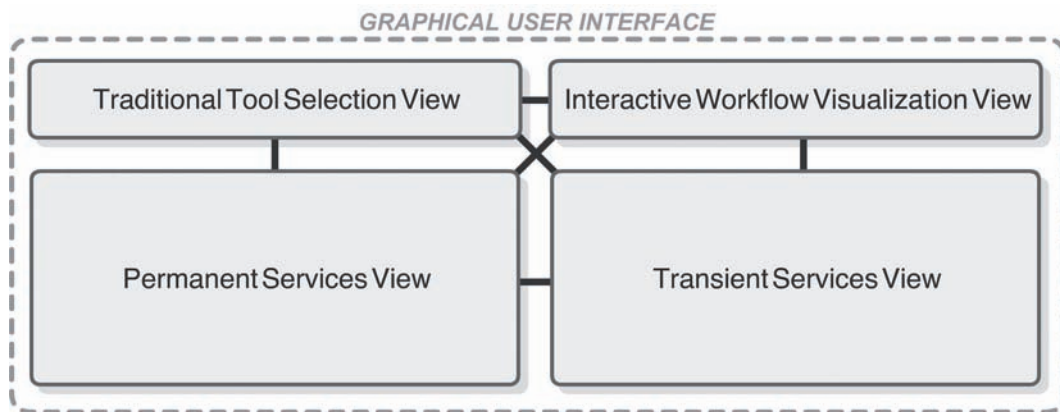 GRAPHICAL USER INTERFACE
Traditional Tool Selection View
Interactive Workflow Visualization View
Permanent Services View
Transient Services View